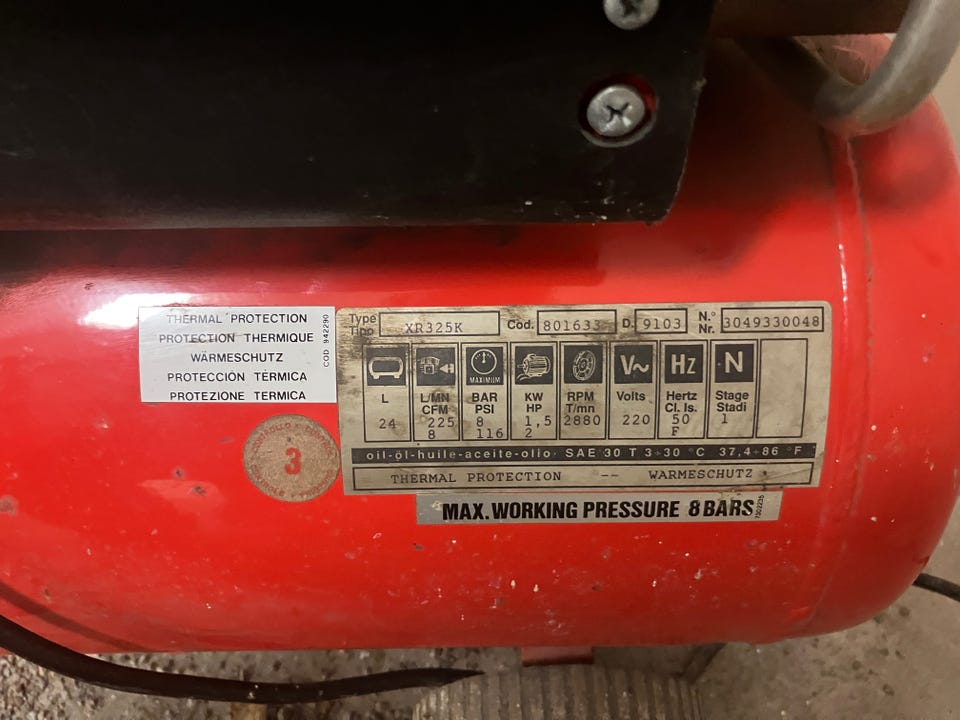 THERMAL PROTECTION
PROTECTION THERMIQUE
WÄRMESCHUTZ
PROTECCIÓN TÉRMICA
PROTEZIONE TERMICA
COD 942290
3
Type Tipo XR325K Cod. 801633 D. 9103 N.° Nr. 3049330048
MAXIMUM V~ Hz N
L L/MN CFM BAR PSI KW HP RPM T/mn Volts Hertz Cl. Is. Stage Stadi
24 225 8 1,5 2880 220 50 1
8 116 2 F
oil-öl-huile-aceite-olio· SAE 30 T 3÷30 °C 37,4÷86 °F
THERMAL PROTECTION -- WARMESCHUTZ
MAX. WORKING PRESSURE 8 BARS